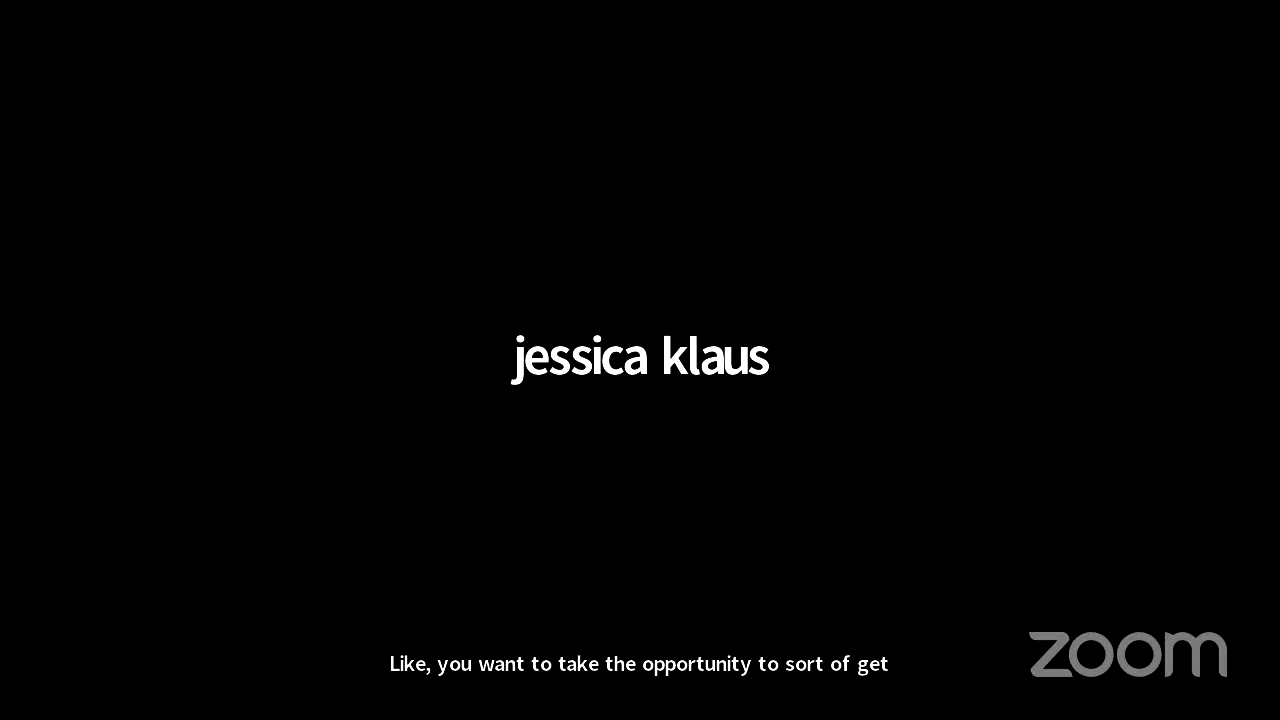 jessica klaus
Like, you want to take the opportunity to sort of get
zoom